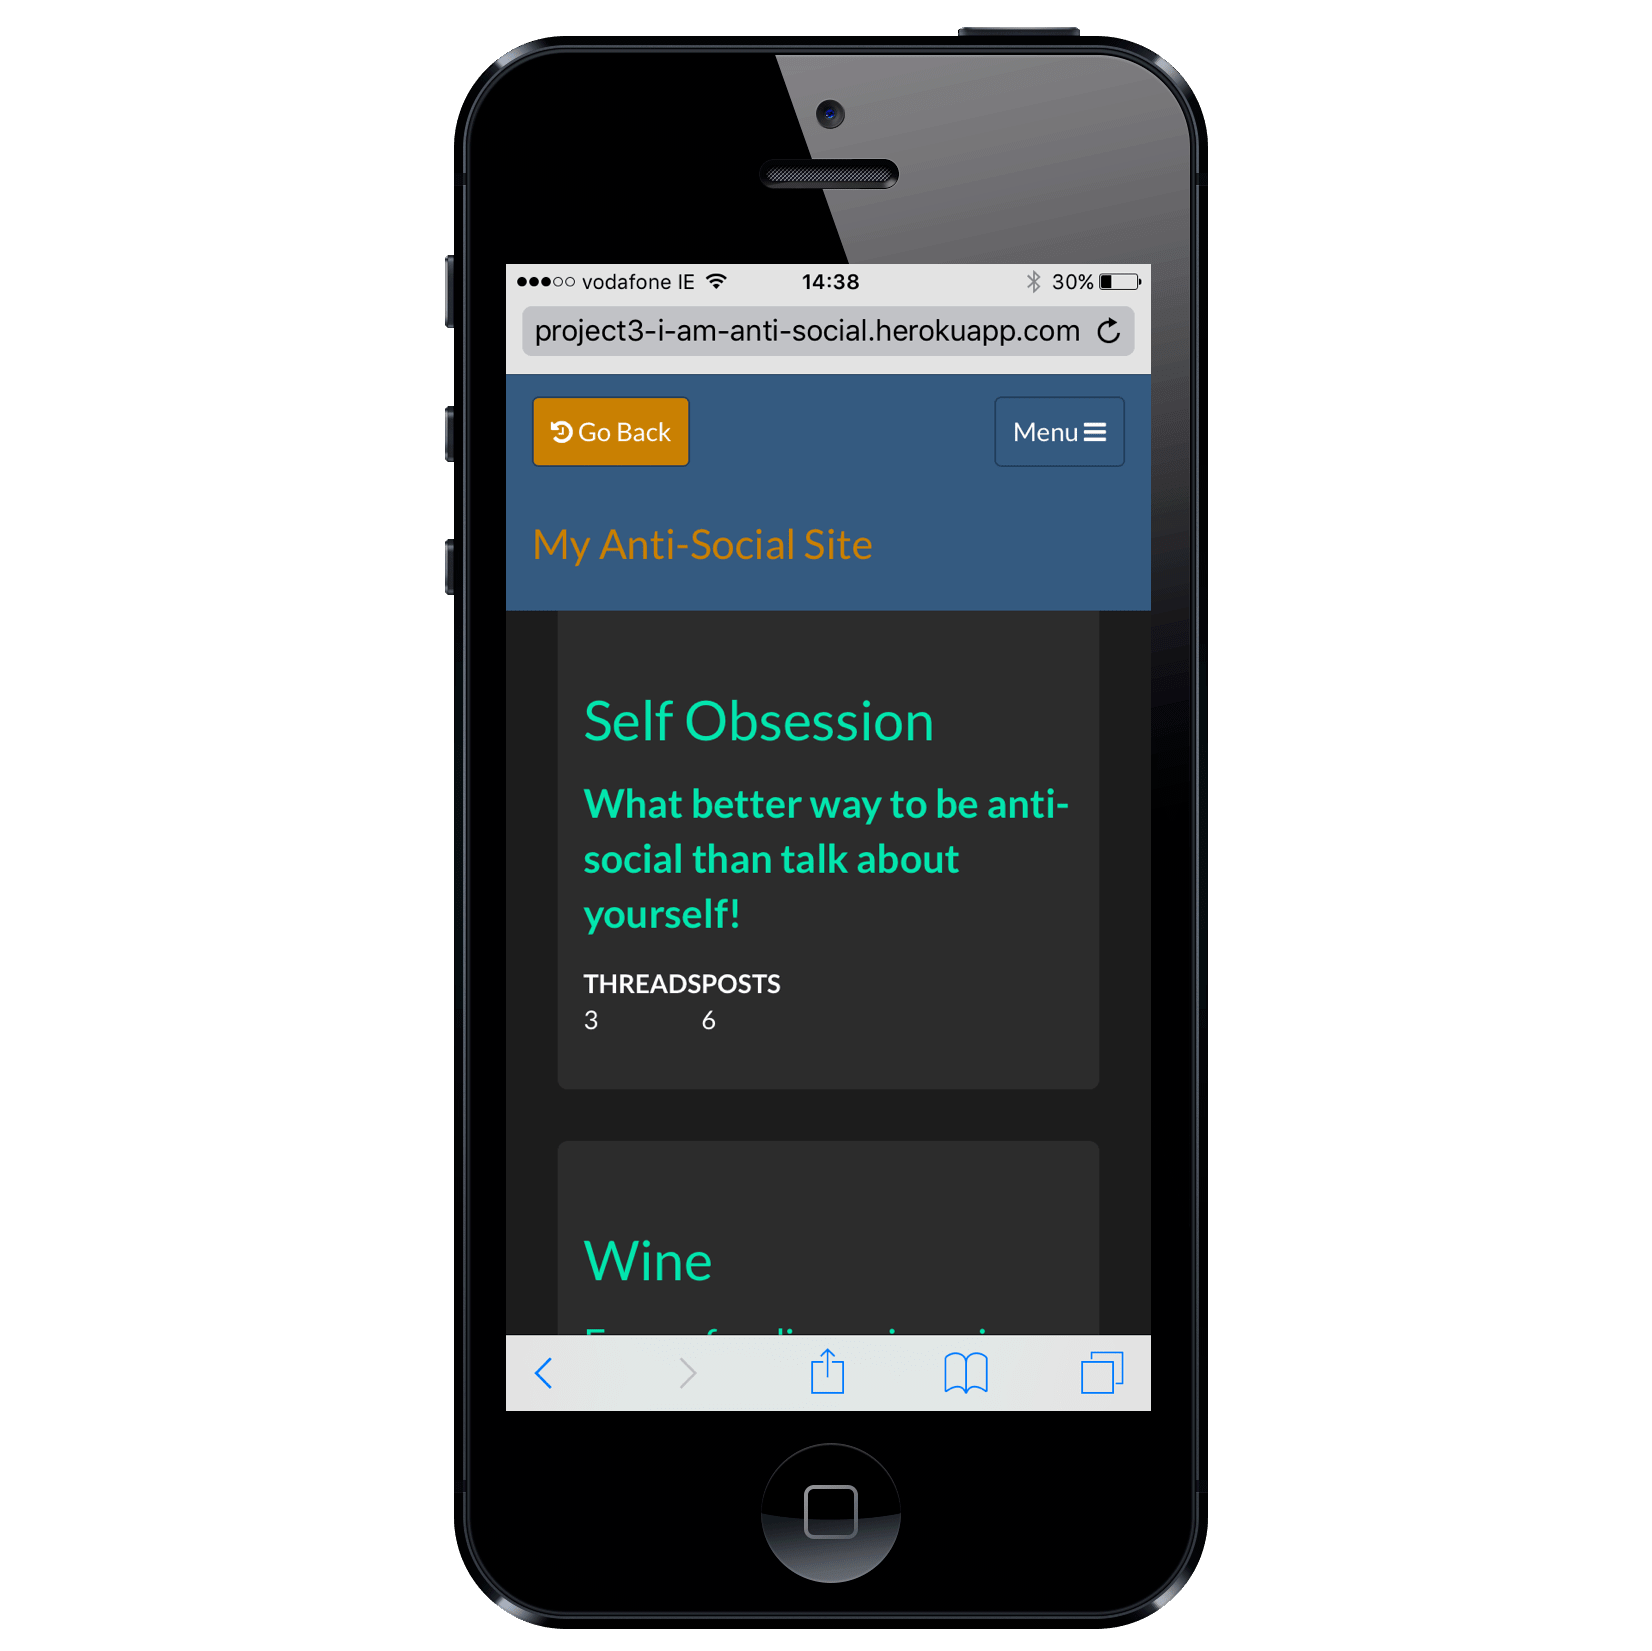 vodafone IE 14:38 30%
project3-i-am-anti-social.herokuapp.com
Go Back Menu
My Anti-Social Site
Self Obsession
What better way to be anti-
social than talk about
yourself!
THREADSPOSTS
3 6
Wine